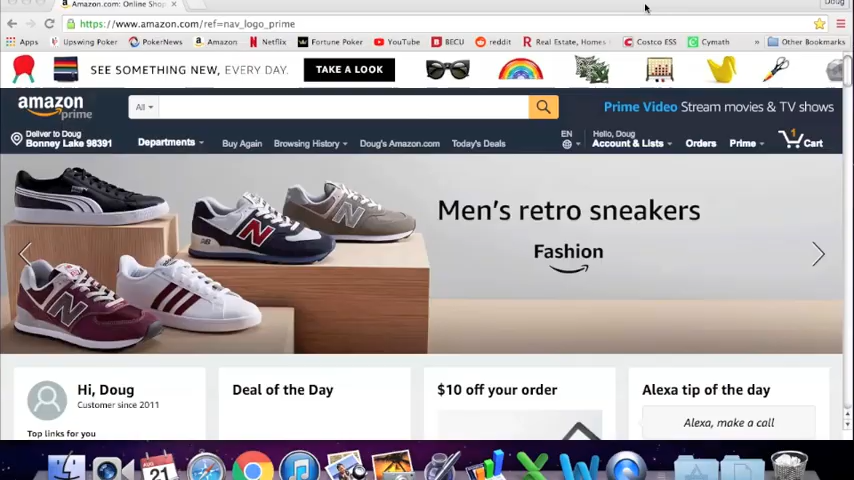 Amazon.com: Online Shop
Doug
https://www.amazon.com/ref=nav_logo_prime
Apps Upswing Poker PokerNews Amazon Netflix Fortune Poker YouTube BECU reddit Real Estate, Homes Costco ESS Cymath » Other Bookmarks
SEE SOMETHING NEW, EVERY DAY. TAKE A LOOK
amazon
prime
All
Prime Video Stream movies & TV shows
Deliver to Doug
Bonney Lake 98391
Departments Buy Again Browsing History Doug's Amazon.com Today's Deals
EN
Hello, Doug
Account & Lists Orders Prime
1
Cart
Men's retro sneakers
Fashion
Hi, Doug
Customer since 2011
Top links for you
Deal of the Day
$10 off your order
Alexa tip of the day
Alexa, make a call
AUG
21